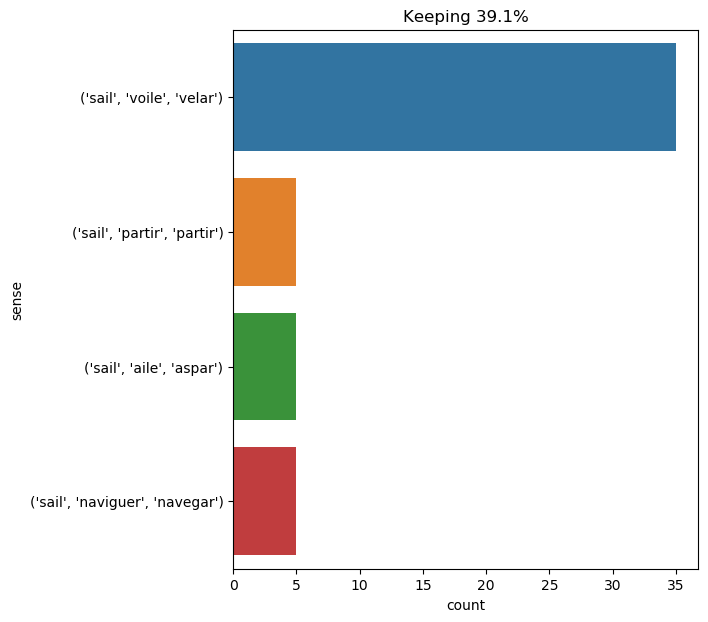 Keeping 39.1%
('sail', 'voile', 'velar')
('sail', 'partir', 'partir')
('sail', 'aile', 'aspar')
('sail', 'naviguer', 'navegar')
sense
0 5 10 15 20 25 30 35
count